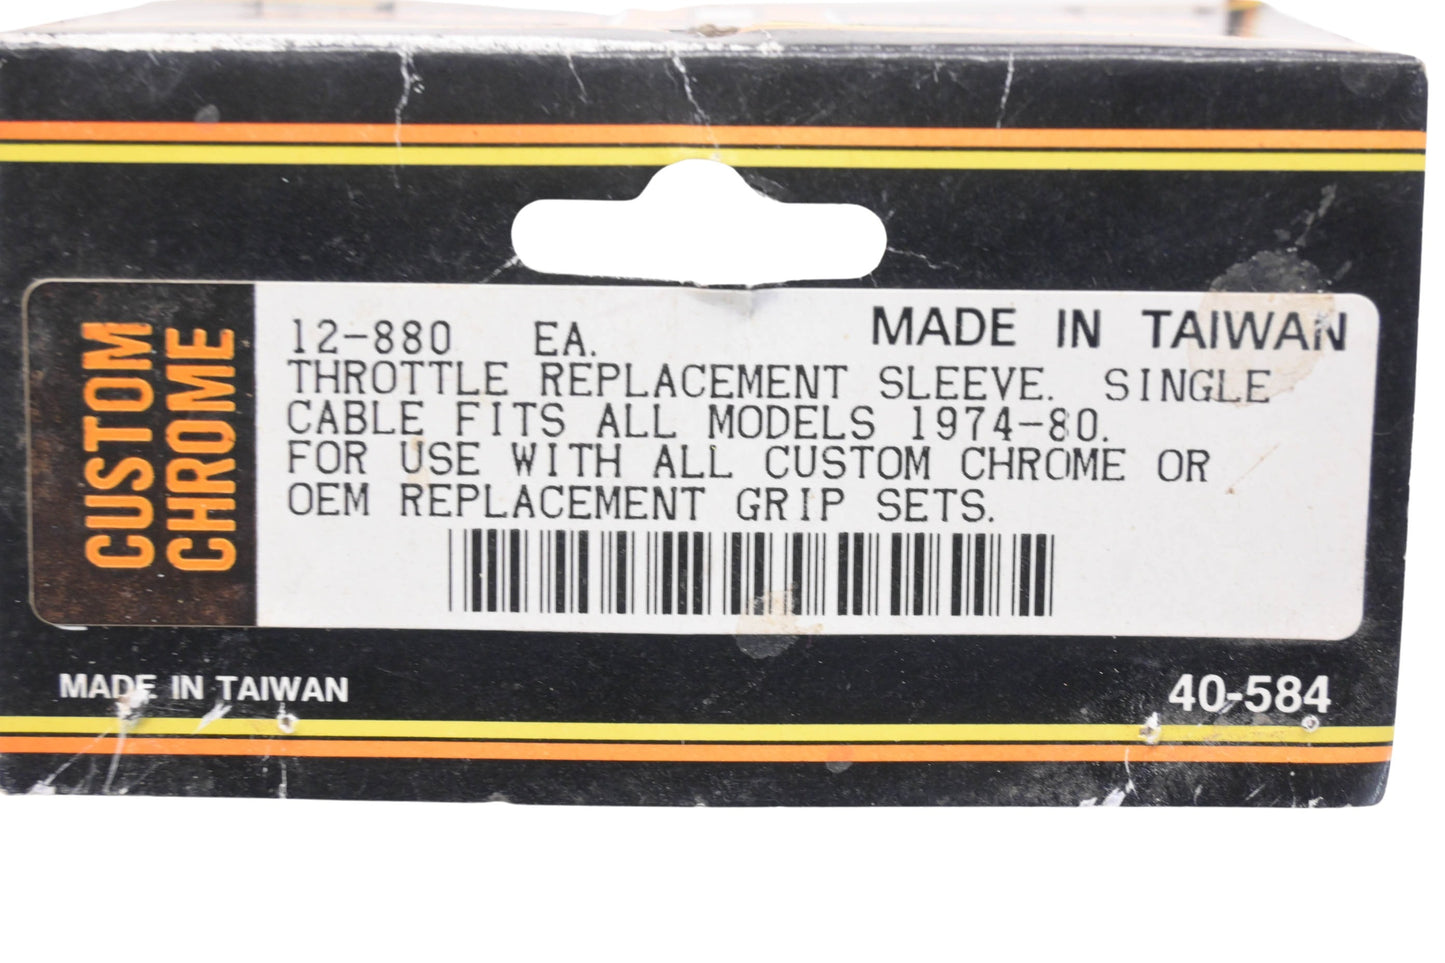 CUSTOM
CHROME
12-880 EA. MADE IN TAIWAN
THROTTLE REPLACEMENT SLEEVE. SINGLE
CABLE FITS ALL MODELS 1974-80.
FOR USE WITH ALL CUSTOM CHROME OR
OEM REPLACEMENT GRIP SETS.
MADE IN TAIWAN 40-584